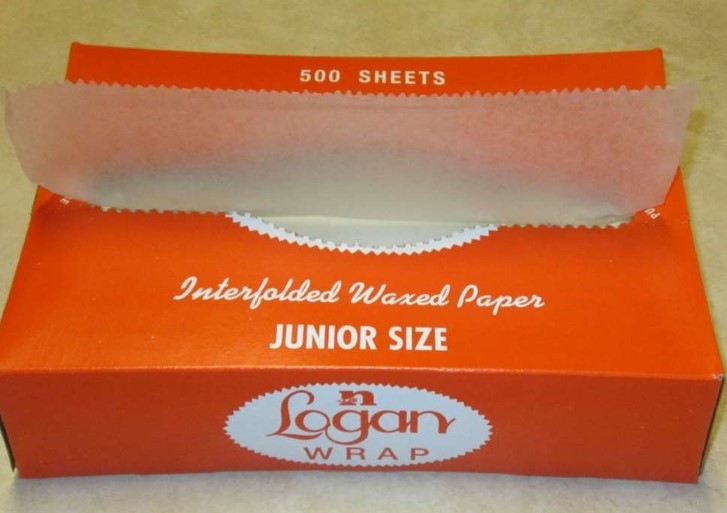 500 SHEETS
Interfolded Waxed Paper
JUNIOR SIZE
n
Logan
WRAP